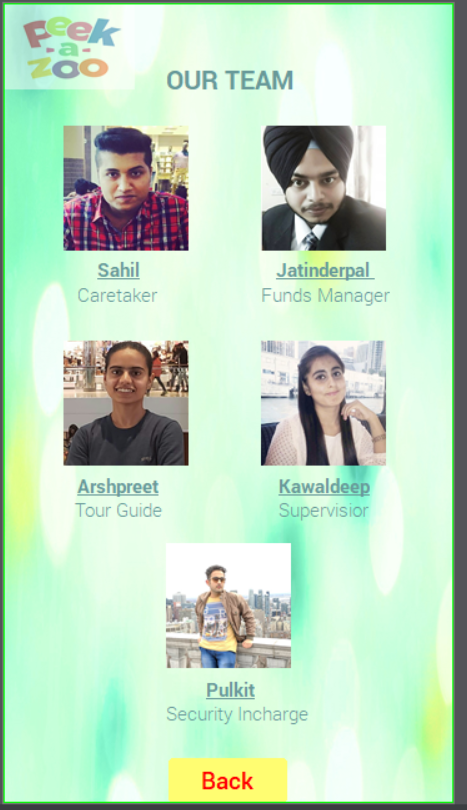 Peek
-a-
ZOO
OUR TEAM
Sahil
Caretaker
Jatinderpal
Funds Manager
Arshpreet
Tour Guide
Kawaldeep
Supervisior
Pulkit
Security Incharge
Back